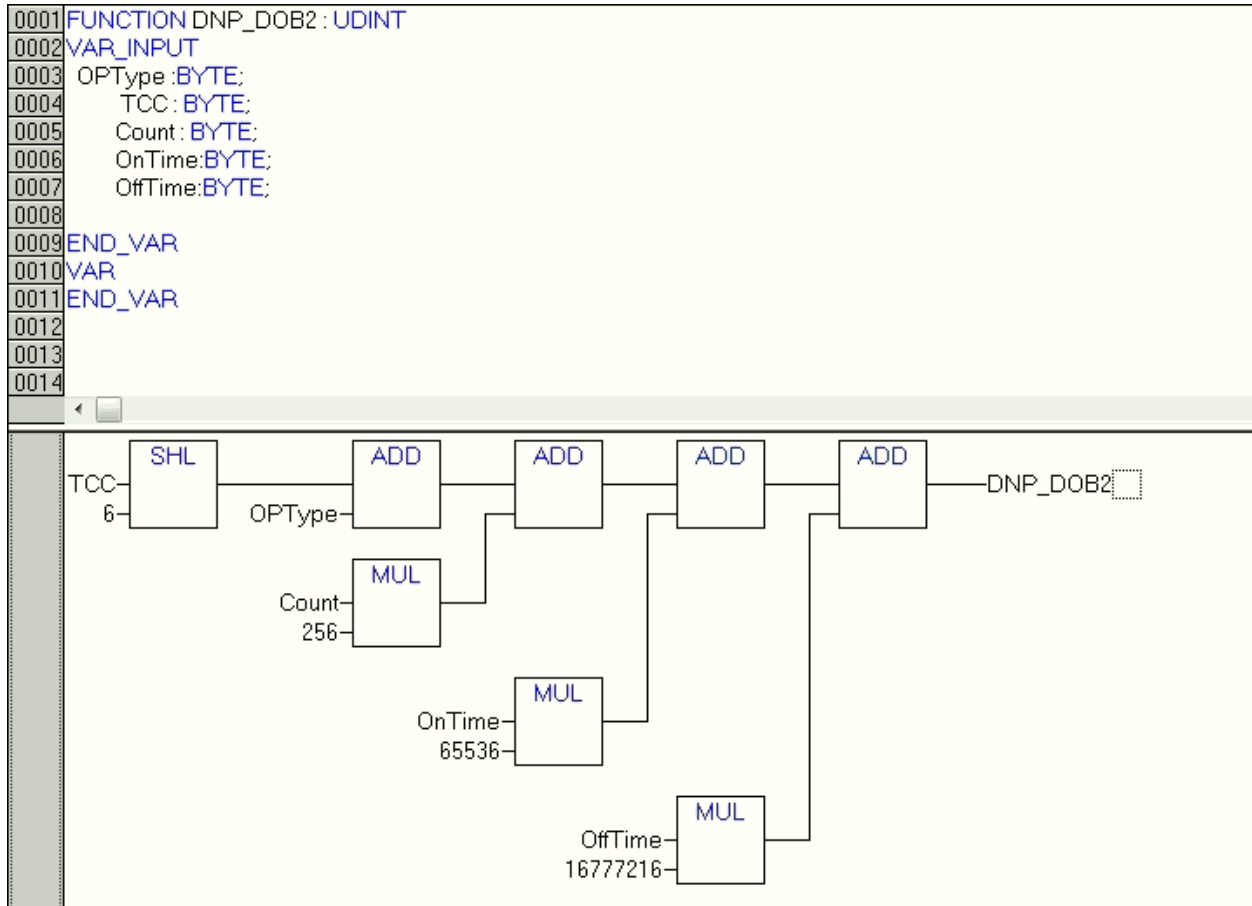 0001 FUNCTION DNP_DOB2 : UDINT
0002 VAR_INPUT
0003 OPType :BYTE;
0004 TCC : BYTE;
0005 Count : BYTE;
0006 OnTime:BYTE;
0007 OffTime:BYTE;
0008
0009 END_VAR
0010 VAR
0011 END_VAR
0012
0013
0014
SHL ADD ADD ADD ADD
TCC DNP_DOB2
6 OPType
MUL
Count
256
MUL
OnTime
65536
MUL
OffTime
16777216